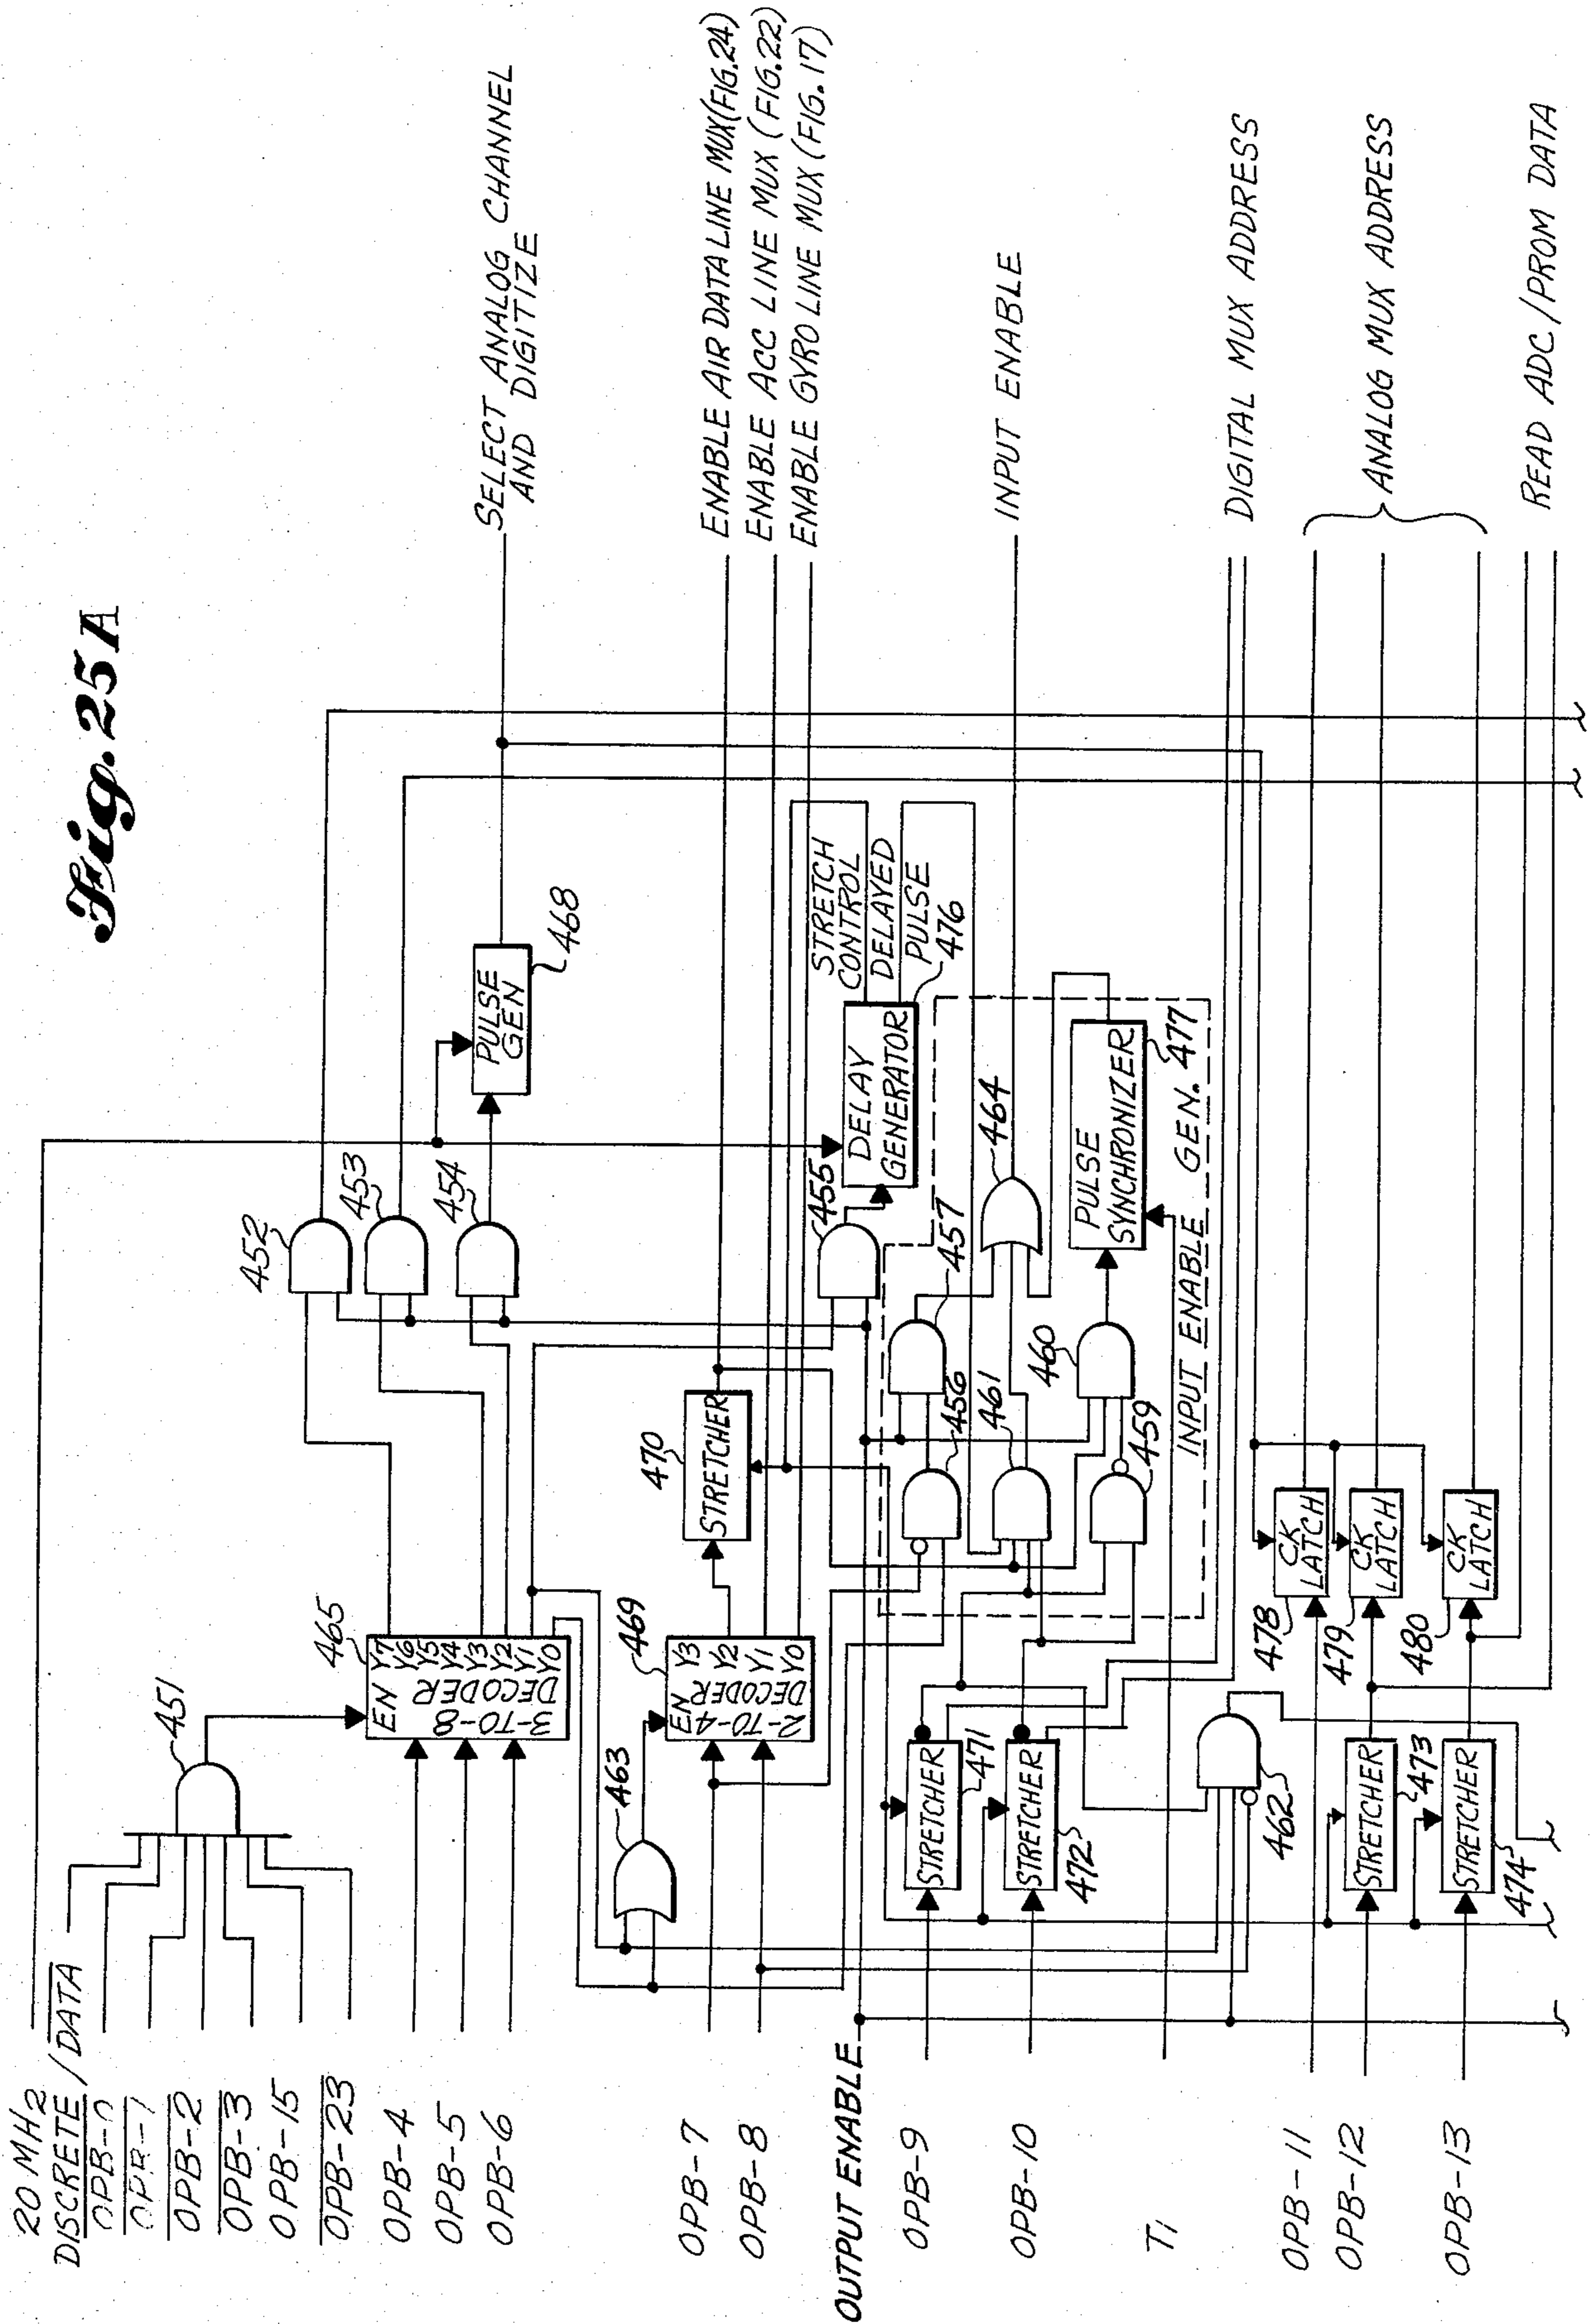 Fig. 25A
20 MHz
DISCRETE / DATA
OPB-0
OPB-1
OPB-2
OPB-3
OPB-15
OPB-23
OPB-4
OPB-5
OPB-6
OPB-7
OPB-8
OUTPUT ENABLE
OPB-9
OPB-10
T1
OPB-11
OPB-12
OPB-13
451
465
EN
Y7
Y6
Y5
Y4
Y3
Y2
Y1
Y0
3-TO-8
DECODER
452
453
454
PULSE
GEN
468
SELECT ANALOG CHANNEL
AND DIGITIZE
463
469
EN
Y3
Y2
Y1
Y0
2-TO-4
DECODER
470
STRETCHER
ENABLE AIR DATA LINE MUX (FIG.24)
ENABLE ACC LINE MUX (FIG.22)
ENABLE GYRO LINE MUX (FIG.17)
455
DELAY
GENERATOR
STRETCH
CONTROL
DELAYED
PULSE
476
456
457
461
464
INPUT ENABLE
459
460
PULSE
SYNCHRONIZER
477
INPUT ENABLE GEN.
STRETCHER
471
STRETCHER
472
462
DIGITAL MUX ADDRESS
478
CK
LATCH
479
CK
LATCH
480
CK
LATCH
ANALOG MUX ADDRESS
STRETCHER
473
STRETCHER
474
READ ADC/PROM DATA